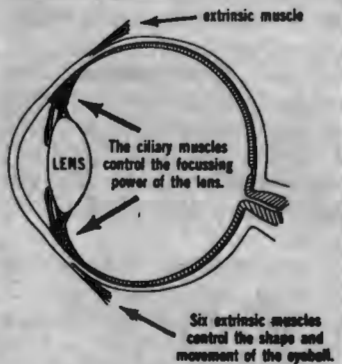 extrinsic muscle
LENS
The ciliary muscles
control the focussing
power of the lens.
Six extrinsic muscles
control the shape and
movement of the eyeball.